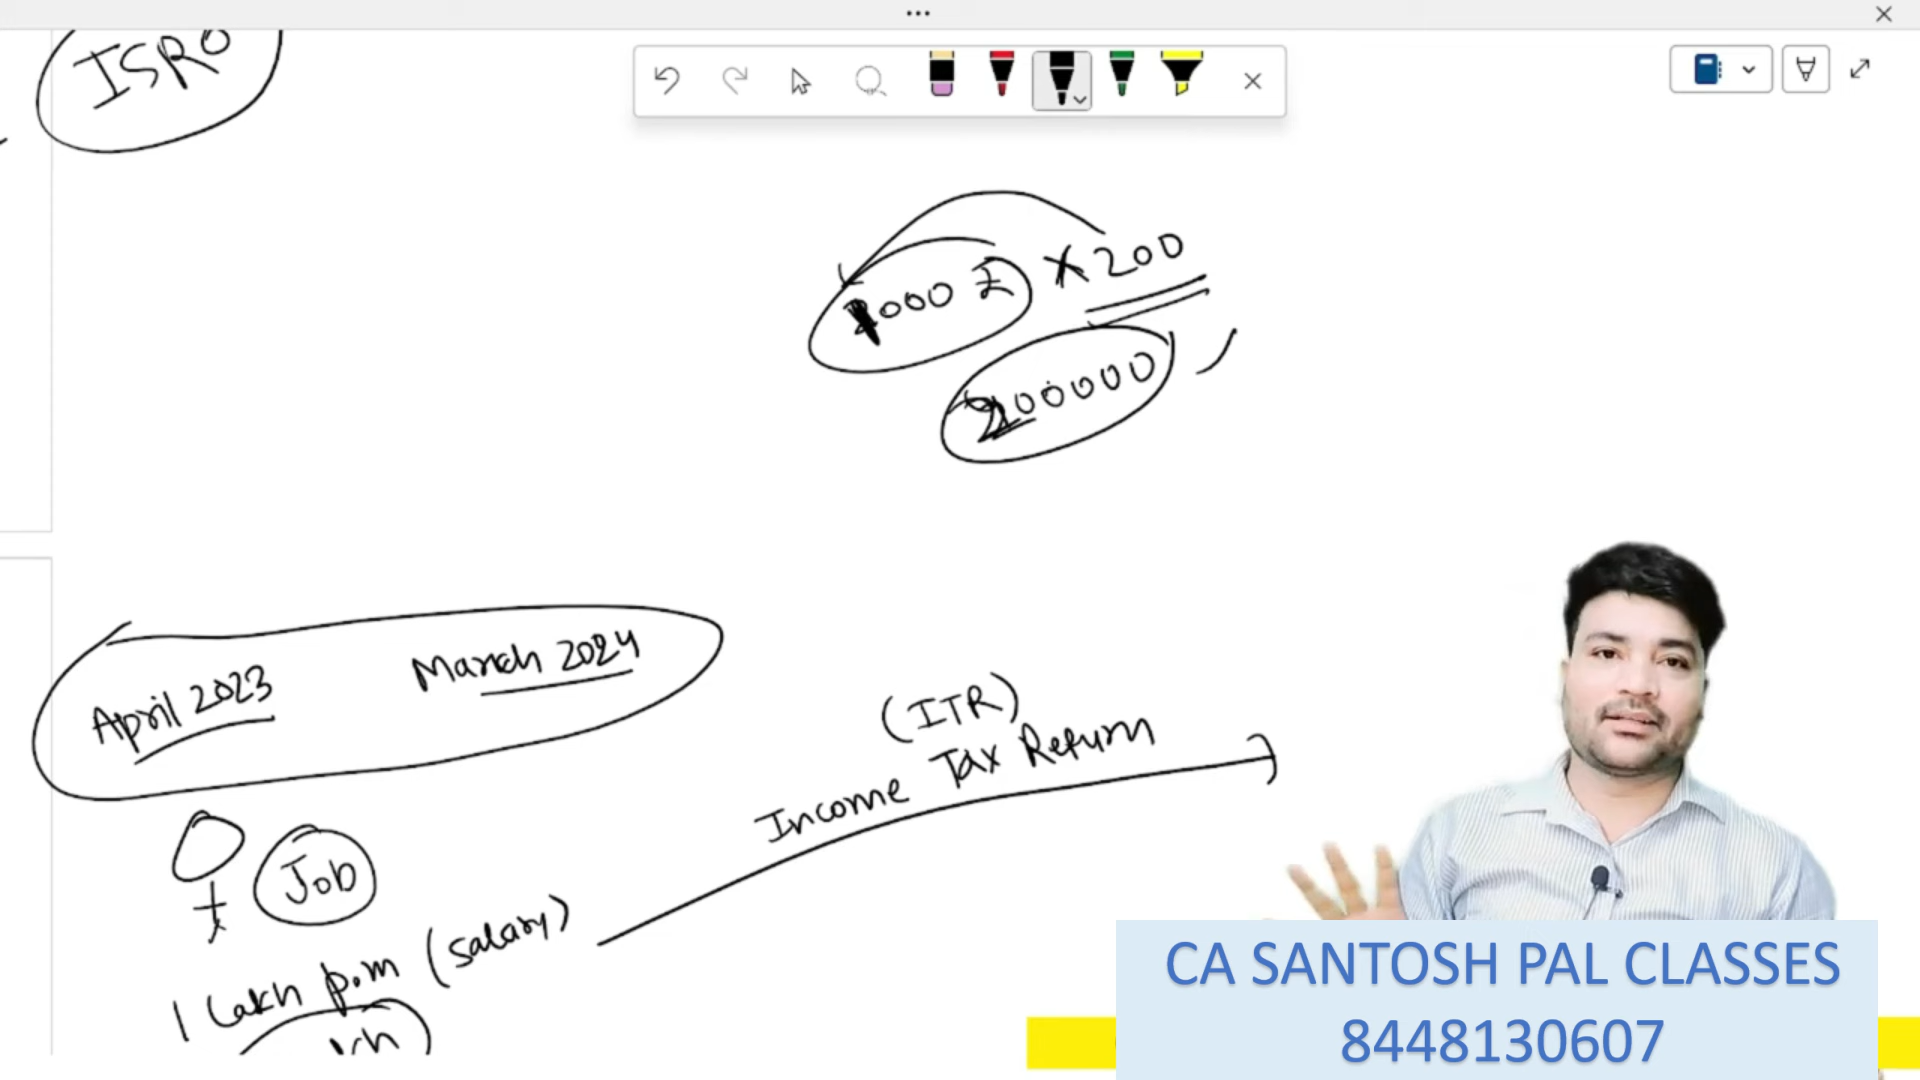 ISRO
1000 £ × 200
200000
April 2023 March 2024
(ITR)
Income Tax Return
Job
1 Lakh p.m (salary)
CA SANTOSH PAL CLASSES
8448130607